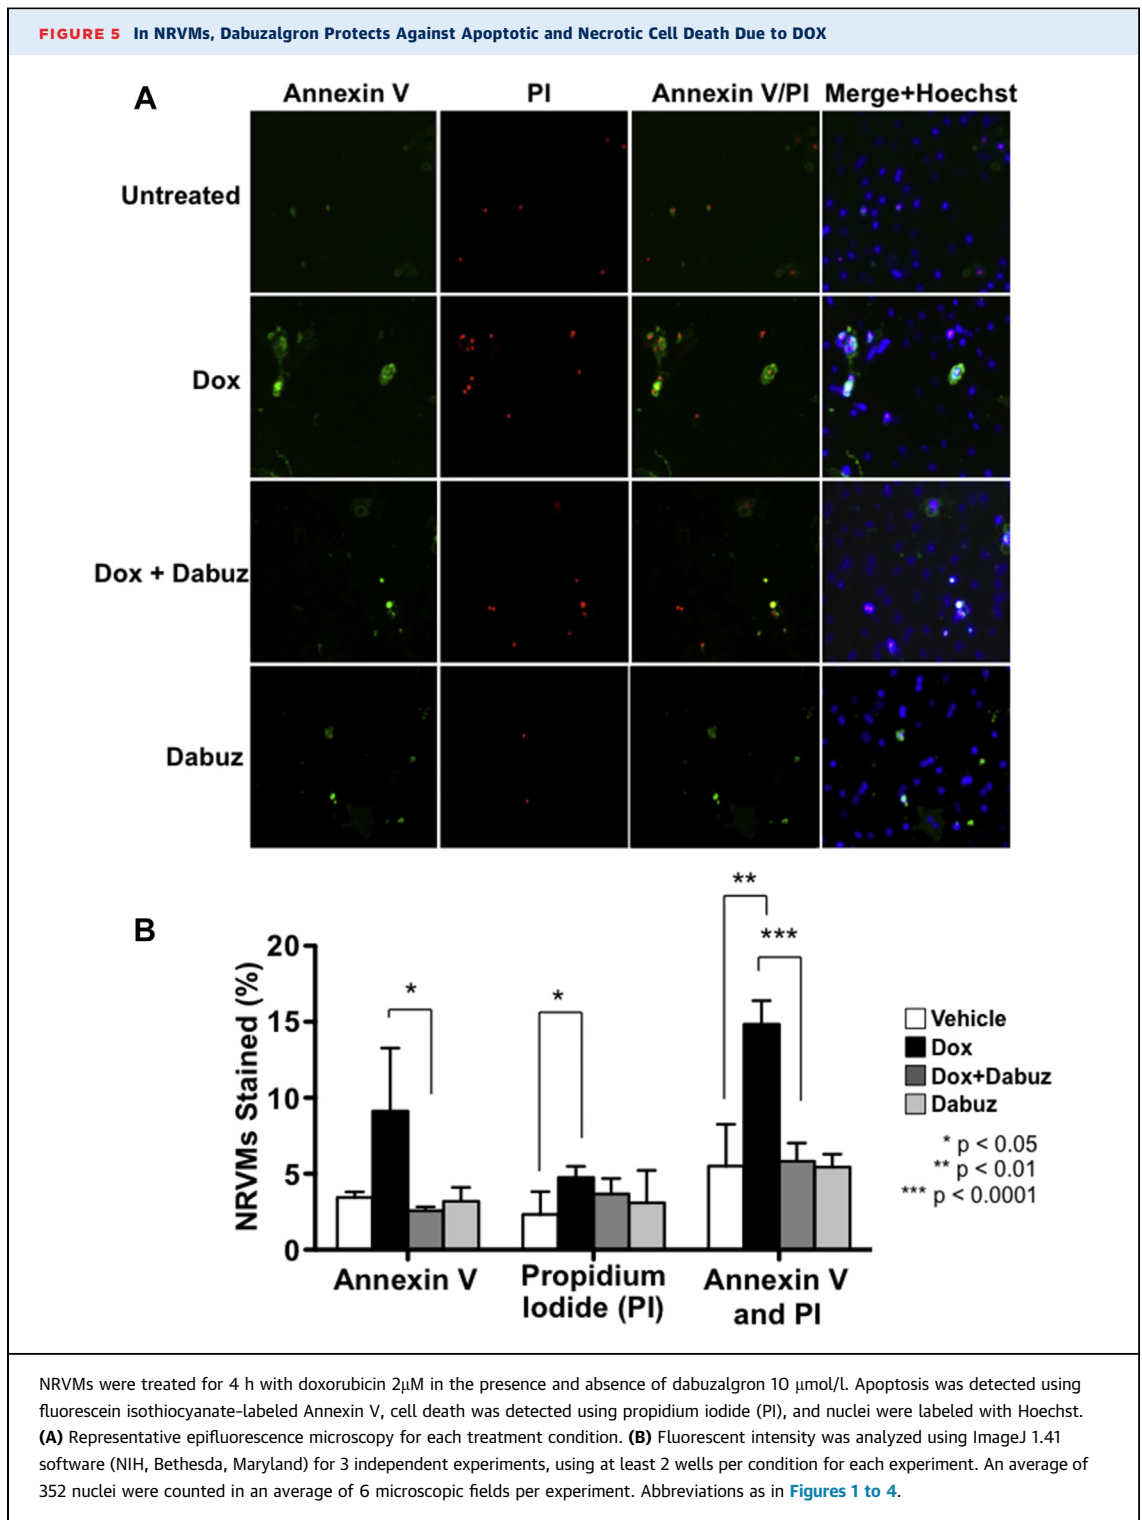 FIGURE 5 In NRVMs, Dabuzalgron Protects Against Apoptotic and Necrotic Cell Death Due to DOX
A
Annexin V PI Annexin V/PI Merge+Hoechst
Untreated
Dox
Dox + Dabuz
Dabuz
B
NRVMs Stained (%)
20
15
10
5
0
*
*
**
***
Annexin V
Propidium
Iodide (PI)
Annexin V
and PI
Vehicle
Dox
Dox+Dabuz
Dabuz
* p < 0.05
** p < 0.01
*** p < 0.0001
NRVMs were treated for 4 h with doxorubicin 2μM in the presence and absence of dabuzalgron 10 μmol/l. Apoptosis was detected using
fluorescein isothiocyanate-labeled Annexin V, cell death was detected using propidium iodide (PI), and nuclei were labeled with Hoechst.
(A) Representative epifluorescence microscopy for each treatment condition. (B) Fluorescent intensity was analyzed using ImageJ 1.41
software (NIH, Bethesda, Maryland) for 3 independent experiments, using at least 2 wells per condition for each experiment. An average of
352 nuclei were counted in an average of 6 microscopic fields per experiment. Abbreviations as in Figures 1 to 4.